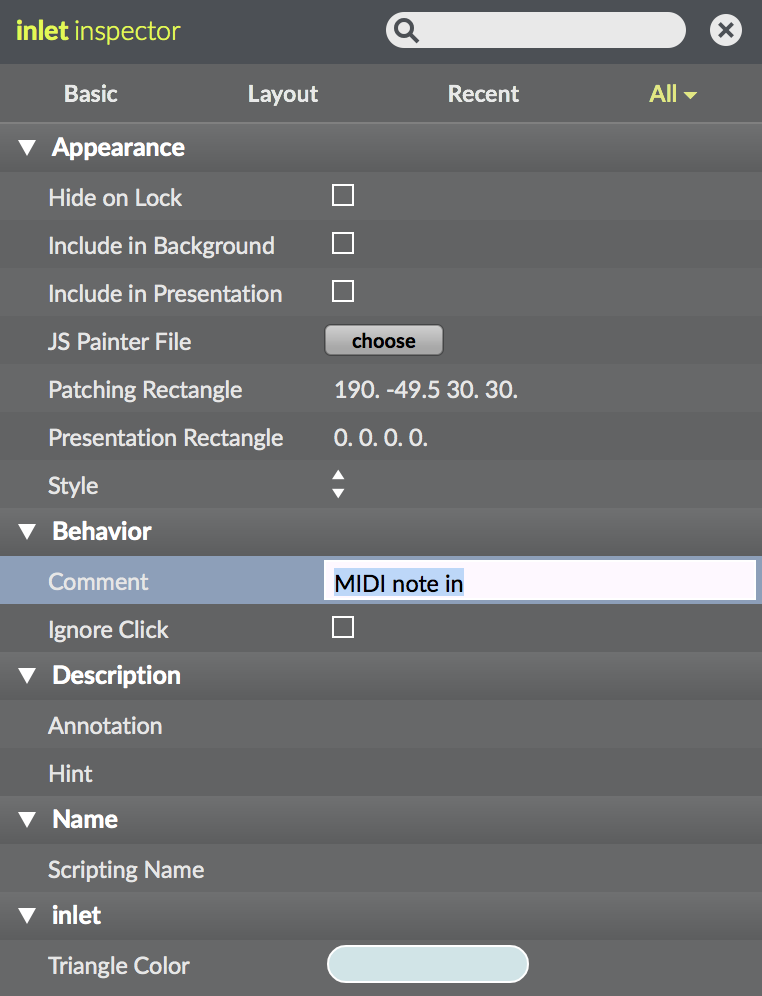 inlet inspector
Basic Layout Recent All
Appearance
Hide on Lock
Include in Background
Include in Presentation
JS Painter File choose
Patching Rectangle 190. -49.5 30. 30.
Presentation Rectangle 0. 0. 0. 0.
Style
Behavior
Comment MIDI note in
Ignore Click
Description
Annotation
Hint
Name
Scripting Name
inlet
Triangle Color